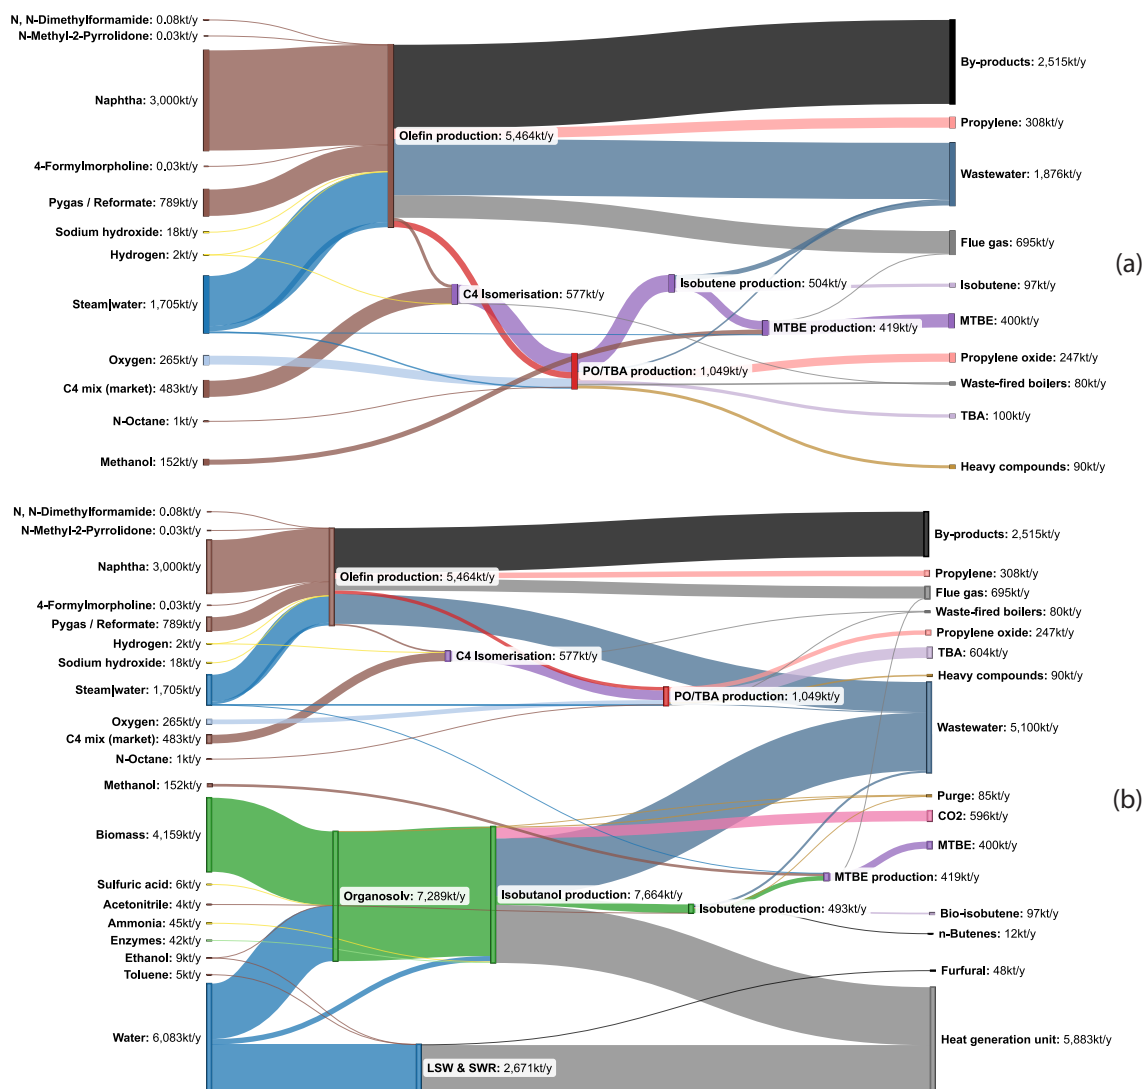 N, N-Dimethylformamide: 0.08kt/y
N-Methyl-2-Pyrrolidone: 0.03kt/y
Naphtha: 3,000kt/y
4-Formylmorpholine: 0.03kt/y
Pygas / Reformate: 789kt/y
Sodium hydroxide: 18kt/y
Hydrogen: 2kt/y
Steam|water: 1,705kt/y
Oxygen: 265kt/y
C4 mix (market): 483kt/y
N-Octane: 1kt/y
Methanol: 152kt/y
Olefin production: 5,464kt/y
C4 Isomerisation: 577kt/y
Isobutene production: 504kt/y
MTBE production: 419kt/y
PO/TBA production: 1,049kt/y
By-products: 2,515kt/y
Propylene: 308kt/y
Wastewater: 1,876kt/y
Flue gas: 695kt/y
Isobutene: 97kt/y
MTBE: 400kt/y
Propylene oxide: 247kt/y
Waste-fired boilers: 80kt/y
TBA: 100kt/y
Heavy compounds: 90kt/y
(a)
N, N-Dimethylformamide: 0.08kt/y
N-Methyl-2-Pyrrolidone: 0.03kt/y
Naphtha: 3,000kt/y
4-Formylmorpholine: 0.03kt/y
Pygas / Reformate: 789kt/y
Hydrogen: 2kt/y
Sodium hydroxide: 18kt/y
Steam|water: 1,705kt/y
Oxygen: 265kt/y
C4 mix (market): 483kt/y
N-Octane: 1kt/y
Methanol: 152kt/y
Biomass: 4,159kt/y
Sulfuric acid: 6kt/y
Acetonitrile: 4kt/y
Ammonia: 45kt/y
Enzymes: 42kt/y
Ethanol: 9kt/y
Toluene: 5kt/y
Water: 6,083kt/y
Olefin production: 5,464kt/y
C4 Isomerisation: 577kt/y
PO/TBA production: 1,049kt/y
Organosolv: 7,289kt/y
Isobutanol production: 7,664kt/y
Isobutene production: 493kt/y
MTBE production: 419kt/y
LSW & SWR: 2,671kt/y
By-products: 2,515kt/y
Propylene: 308kt/y
Flue gas: 695kt/y
Waste-fired boilers: 80kt/y
Propylene oxide: 247kt/y
TBA: 604kt/y
Heavy compounds: 90kt/y
Wastewater: 5,100kt/y
Purge: 85kt/y
CO2: 596kt/y
MTBE: 400kt/y
Bio-isobutene: 97kt/y
n-Butenes: 12kt/y
Furfural: 48kt/y
Heat generation unit: 5,883kt/y
(b)